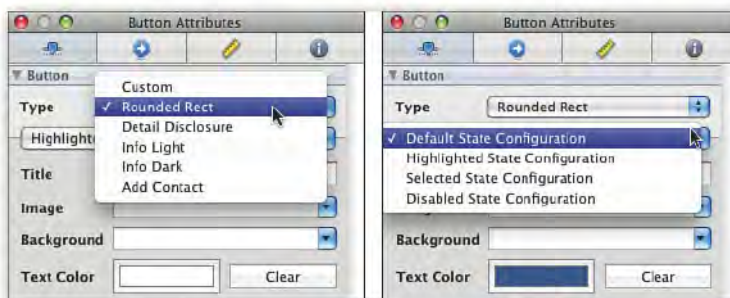 Button Attributes
Button
Custom
Type
✓ Rounded Rect
Detail Disclosure
Info Light
Info Dark
Add Contact
Title
Image
Background
Text Color
Clear
Button Attributes
Button
Type
Rounded Rect
✓ Default State Configuration
Highlighted State Configuration
Selected State Configuration
Disabled State Configuration
Background
Text Color
Clear